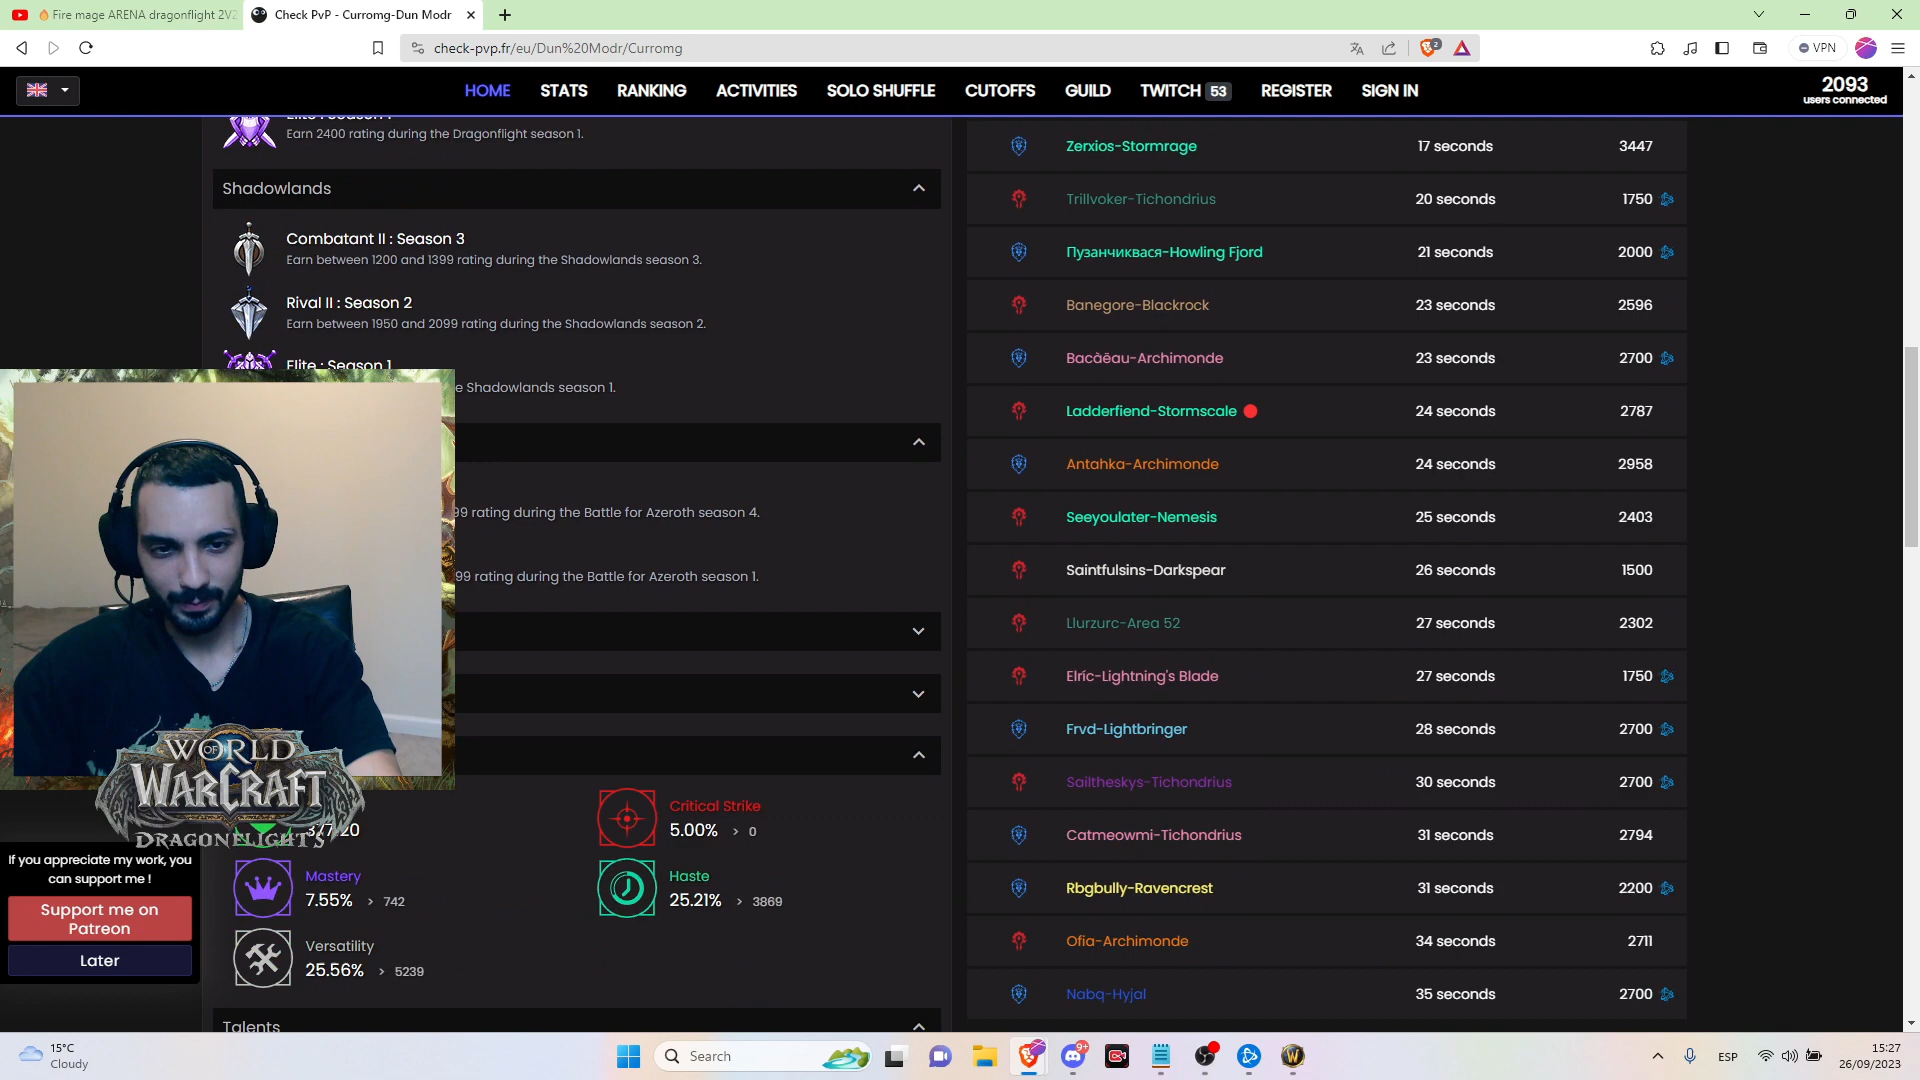 🔥 Fire mage ARENA dragonflight 2V2
Check PvP - Curromg-Dun Modr
check-pvp.fr/eu/Dun%20Modr/Curromg
2
VPN
HOME
STATS
RANKING
ACTIVITIES
SOLO SHUFFLE
CUTOFFS
GUILD
TWITCH 53
REGISTER
SIGN IN
2093
users connected
Earn 2400 rating during the Dragonflight season 1.
Shadowlands
Combatant II : Season 3
Earn between 1200 and 1399 rating during the Shadowlands season 3.
Rival II : Season 2
Earn between 1950 and 2099 rating during the Shadowlands season 2.
Elite : Season 1
e Shadowlands season 1.
99 rating during the Battle for Azeroth season 4.
99 rating during the Battle for Azeroth season 1.
Critical Strike
5.00% > 0
Mastery
7.55% > 742
Haste
25.21% > 3869
Versatility
25.56% > 5239
Talents
Zerxios-Stormrage 17 seconds 3447
Trillvoker-Tichondrius 20 seconds 1750
Пузанчиквася-Howling Fjord 21 seconds 2000
Banegore-Blackrock 23 seconds 2596
Bacàêau-Archimonde 23 seconds 2700
Ladderfiend-Stormscale 24 seconds 2787
Antahka-Archimonde 24 seconds 2958
Seeyoulater-Nemesis 25 seconds 2403
Saintfulsins-Darkspear 26 seconds 1500
Llurzurc-Area 52 27 seconds 2302
Elríc-Lightning's Blade 27 seconds 1750
Frvd-Lightbringer 28 seconds 2700
Sailtheskys-Tichondrius 30 seconds 2700
Catmeowmi-Tichondrius 31 seconds 2794
Rbgbully-Ravencrest 31 seconds 2200
Ofia-Archimonde 34 seconds 2711
Nabq-Hyjal 35 seconds 2700
WORLD OF
WARCRAFT
DRAGONFLIGHT
If you appreciate my work, you
can support me !
Support me on
Patreon
Later
15°C
Cloudy
Search
9+
ESP
15:27
26/09/2023